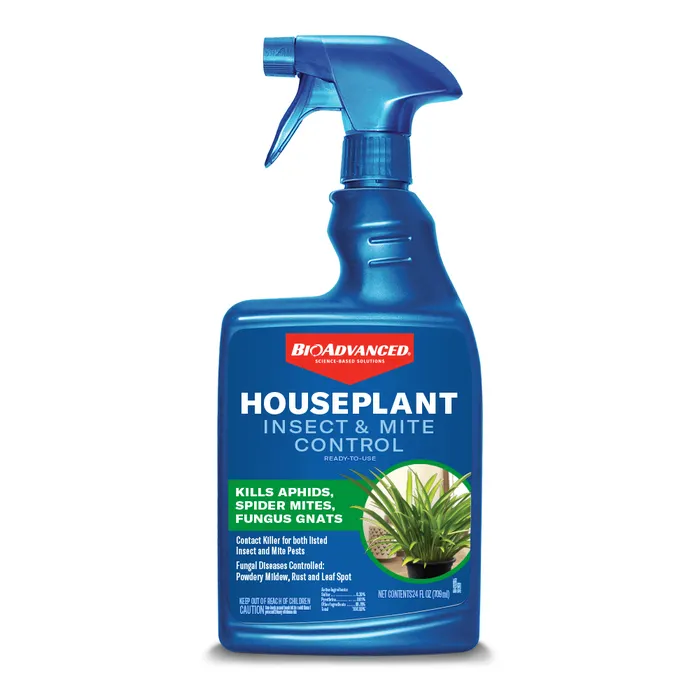 BIOADVANCED
SCIENCE-BASED SOLUTIONS
HOUSEPLANT
INSECT & MITE
CONTROL
READY-TO-USE
KILLS APHIDS,
SPIDER MITES,
FUNGUS GNATS
Contact Killer for both listed
Insect and Mite Pests
Fungal Diseases Controlled:
Powdery Mildew, Rust and Leaf Spot
KEEP OUT OF REACH OF CHILDREN
CAUTION
NET CONTENTS 24 FL OZ (709ml)